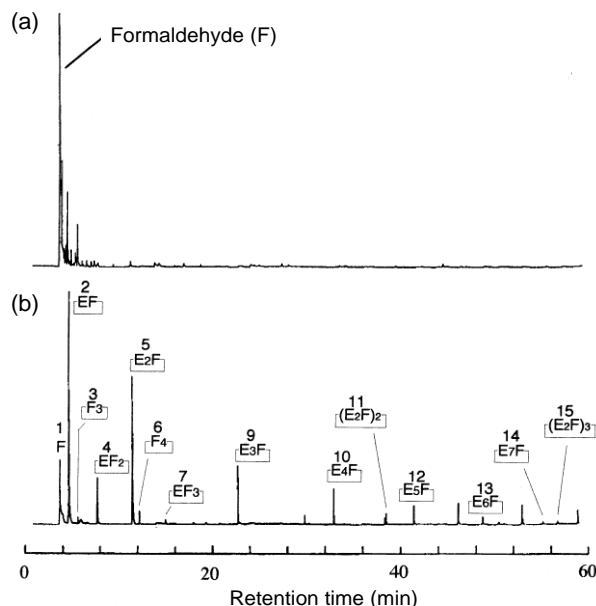 (a)
Formaldehyde (F)
(b)
2
EF
5
E2F
3
F3
1
F
4
EF2
6
F4
7
EF3
9
E3F
10
E4F
11
(E2F)2
12
E5F
13
E6F
14
E7F
15
(E2F)3
0 20 40 60
Retention time (min)